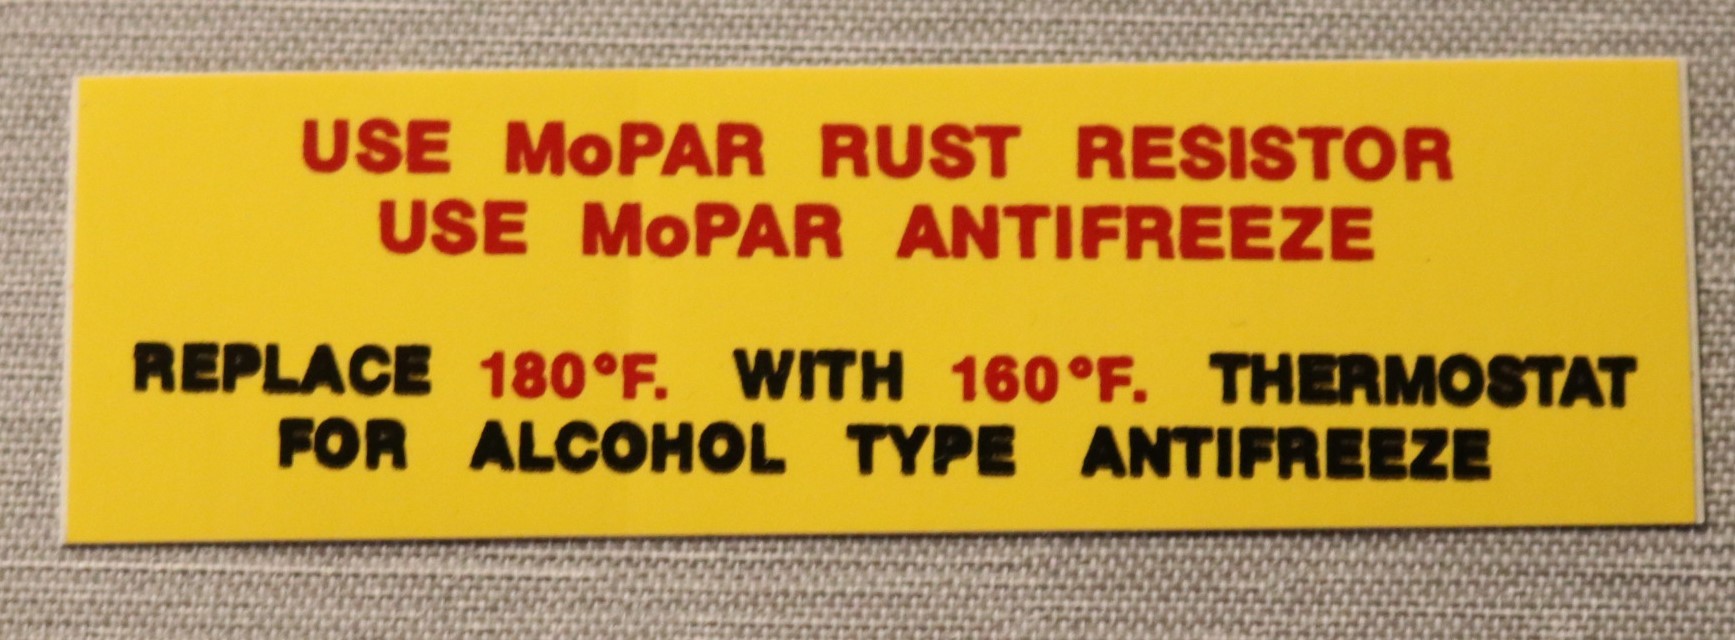 USE MoPAR RUST RESISTOR
USE MoPAR ANTIFREEZE
REPLACE 180°F. WITH 160°F. THERMOSTAT
FOR ALCOHOL TYPE ANTIFREEZE